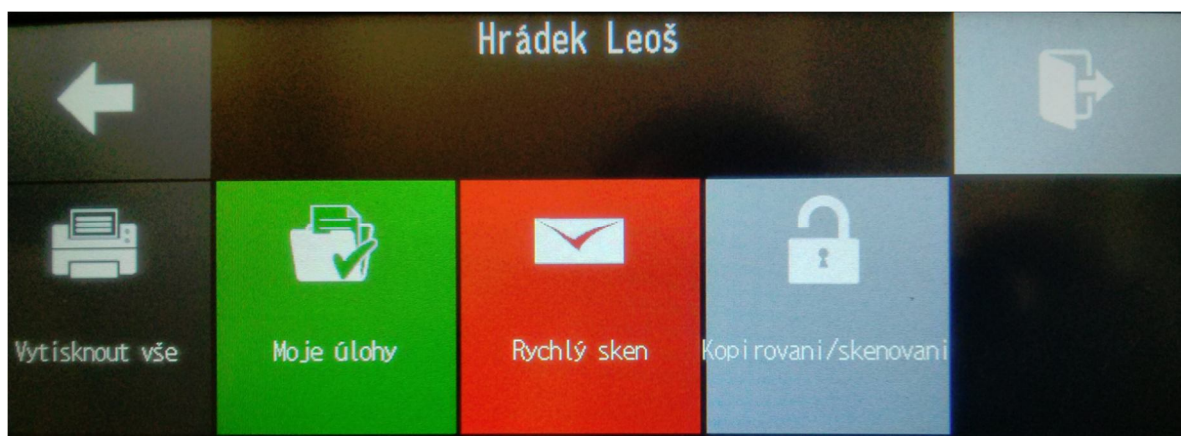 Hrádek Leoš
Vytisknout vše
Moje úlohy
Rychlý sken
Kopirovani/skenovani